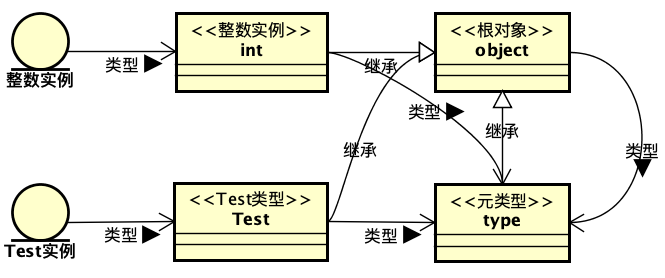 整数实例
类型
<<整数实例>>
int
继承
类型
<<根对象>>
object
继承
继承
类型
Test实例
类型
<<Test类型>>
Test
类型
<<元类型>>
type